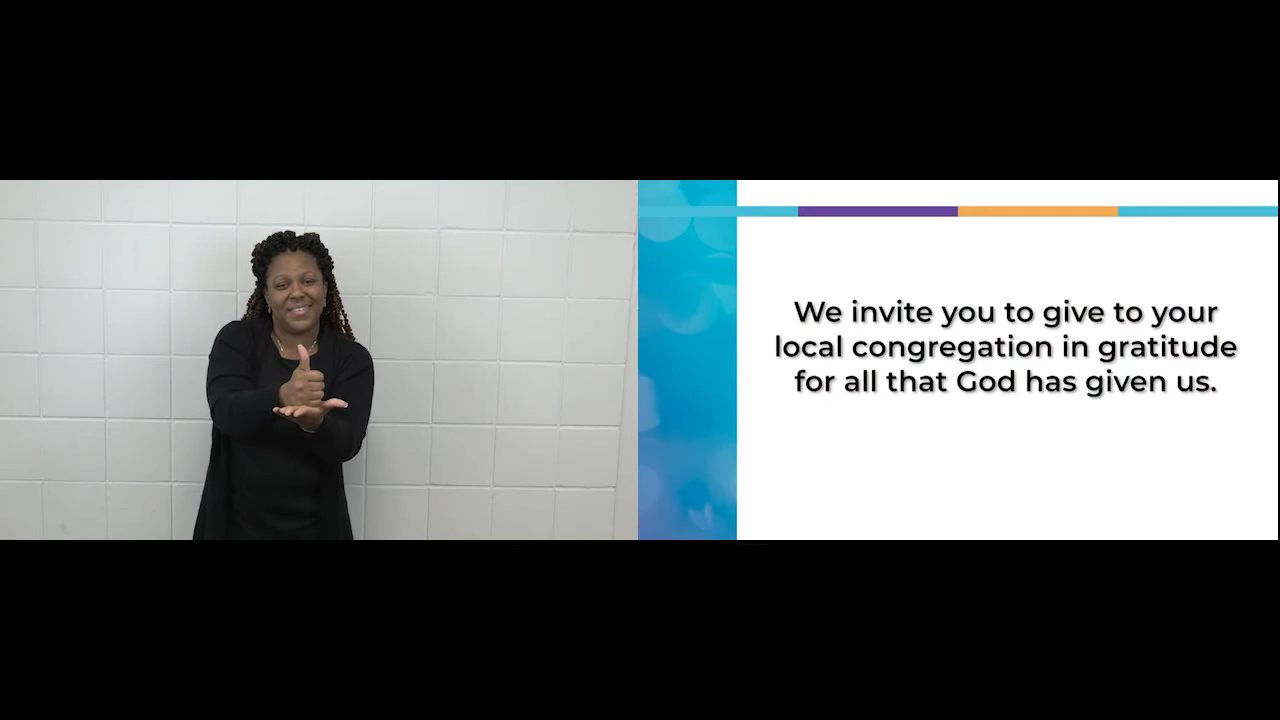 We invite you to give to your
local congregation in gratitude
for all that God has given us.